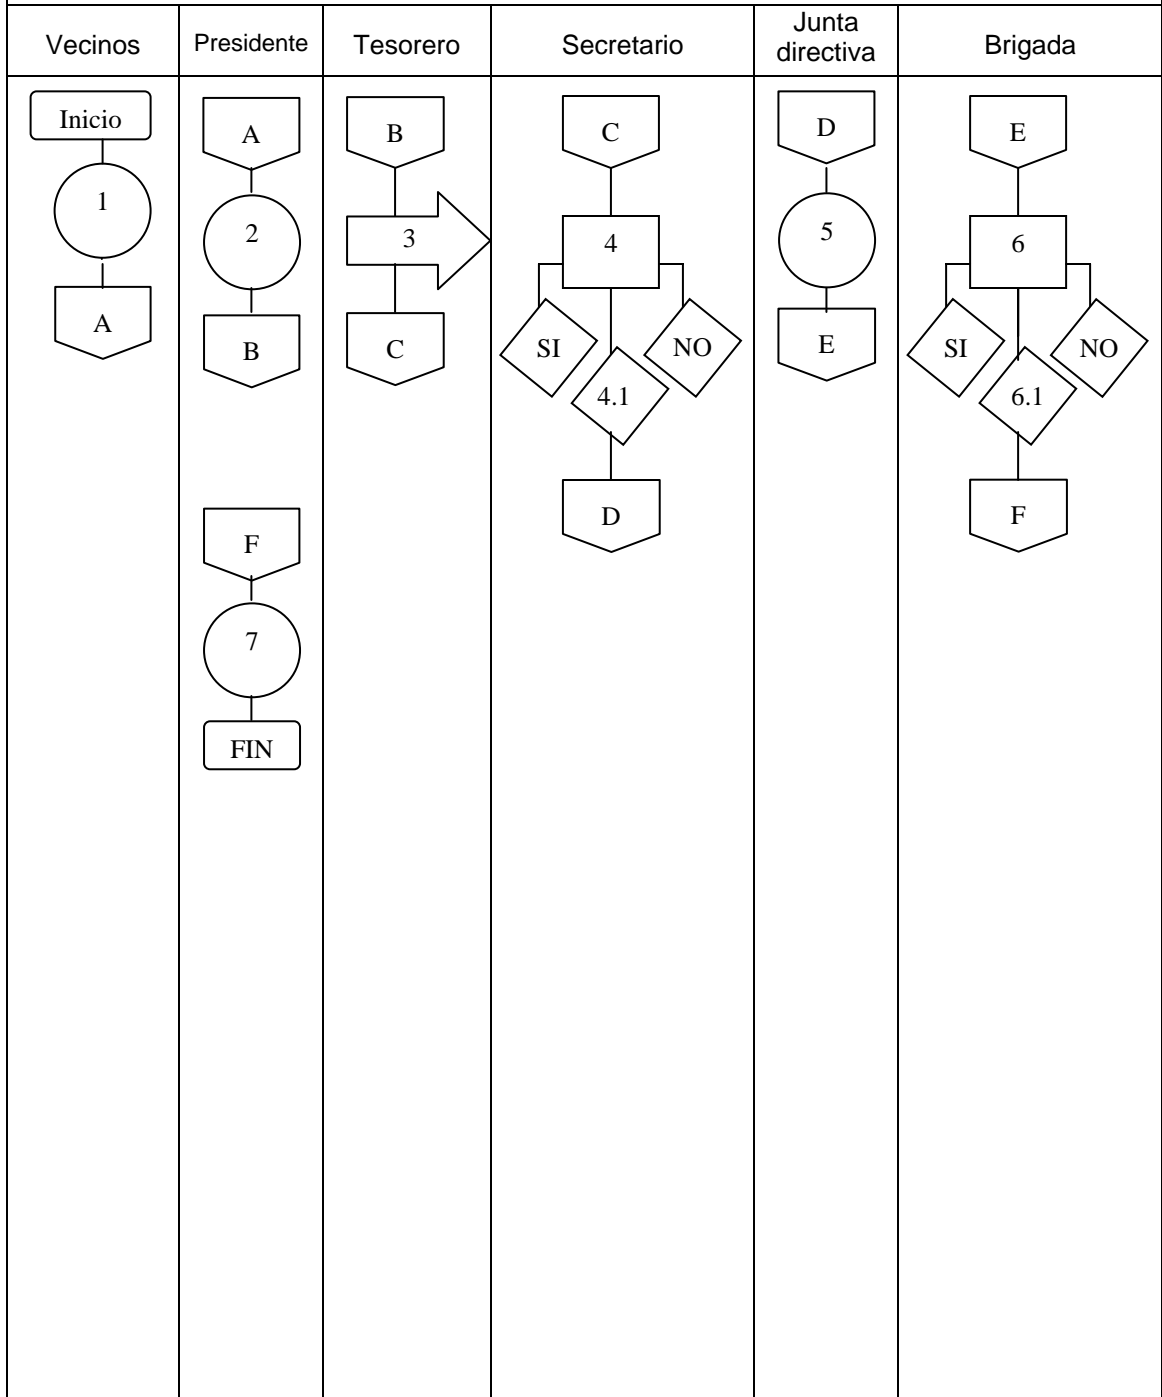 Vecinos
Presidente
Tesorero
Secretario
Junta
directiva
Brigada
Inicio
1
A
A
2
B
F
7
FIN
B
3
C
C
4
SI
4.1
NO
D
D
5
E
E
6
SI
6.1
NO
F